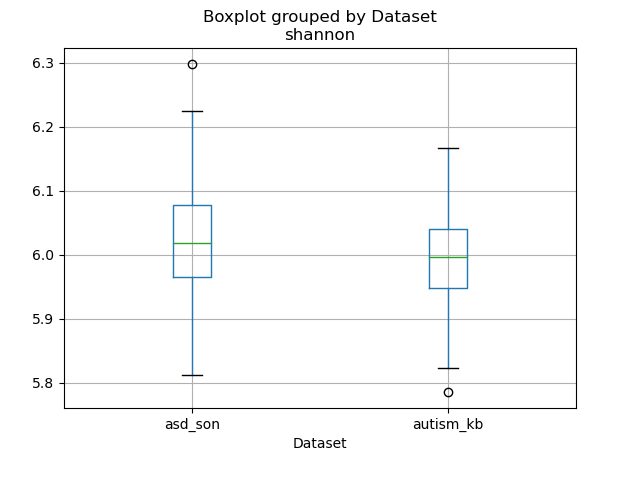 Boxplot grouped by Dataset
shannon
6.3
6.2
6.1
6.0
5.9
5.8
asd_son
autism_kb
Dataset